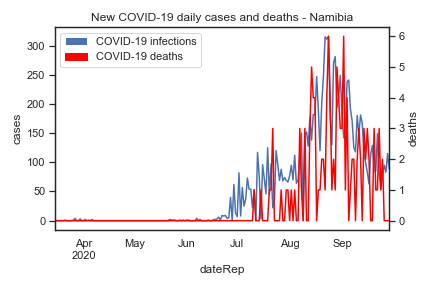 New COVID-19 daily cases and deaths - Namibia
COVID-19 infections
COVID-19 deaths
300
250
200
150
100
50
0
cases
6
5
4
3
2
1
0
deaths
Apr
2020
May
Jun
Jul
Aug
Sep
dateRep